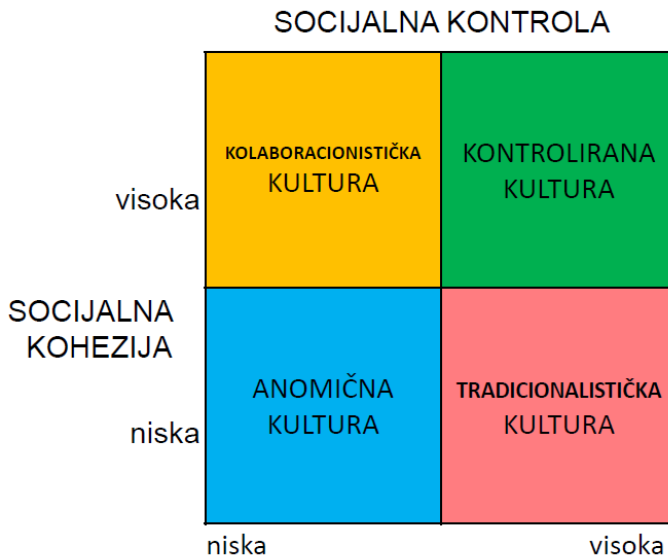 SOCIJALNA KONTROLA
KOLABORACIONISTIČKA
KULTURA
KONTROLIRANA
KULTURA
visoka
SOCIJALNA
KOHEZIJA
ANOMIČNA
KULTURA
TRADICIONALISTIČKA
KULTURA
niska
niska
visoka